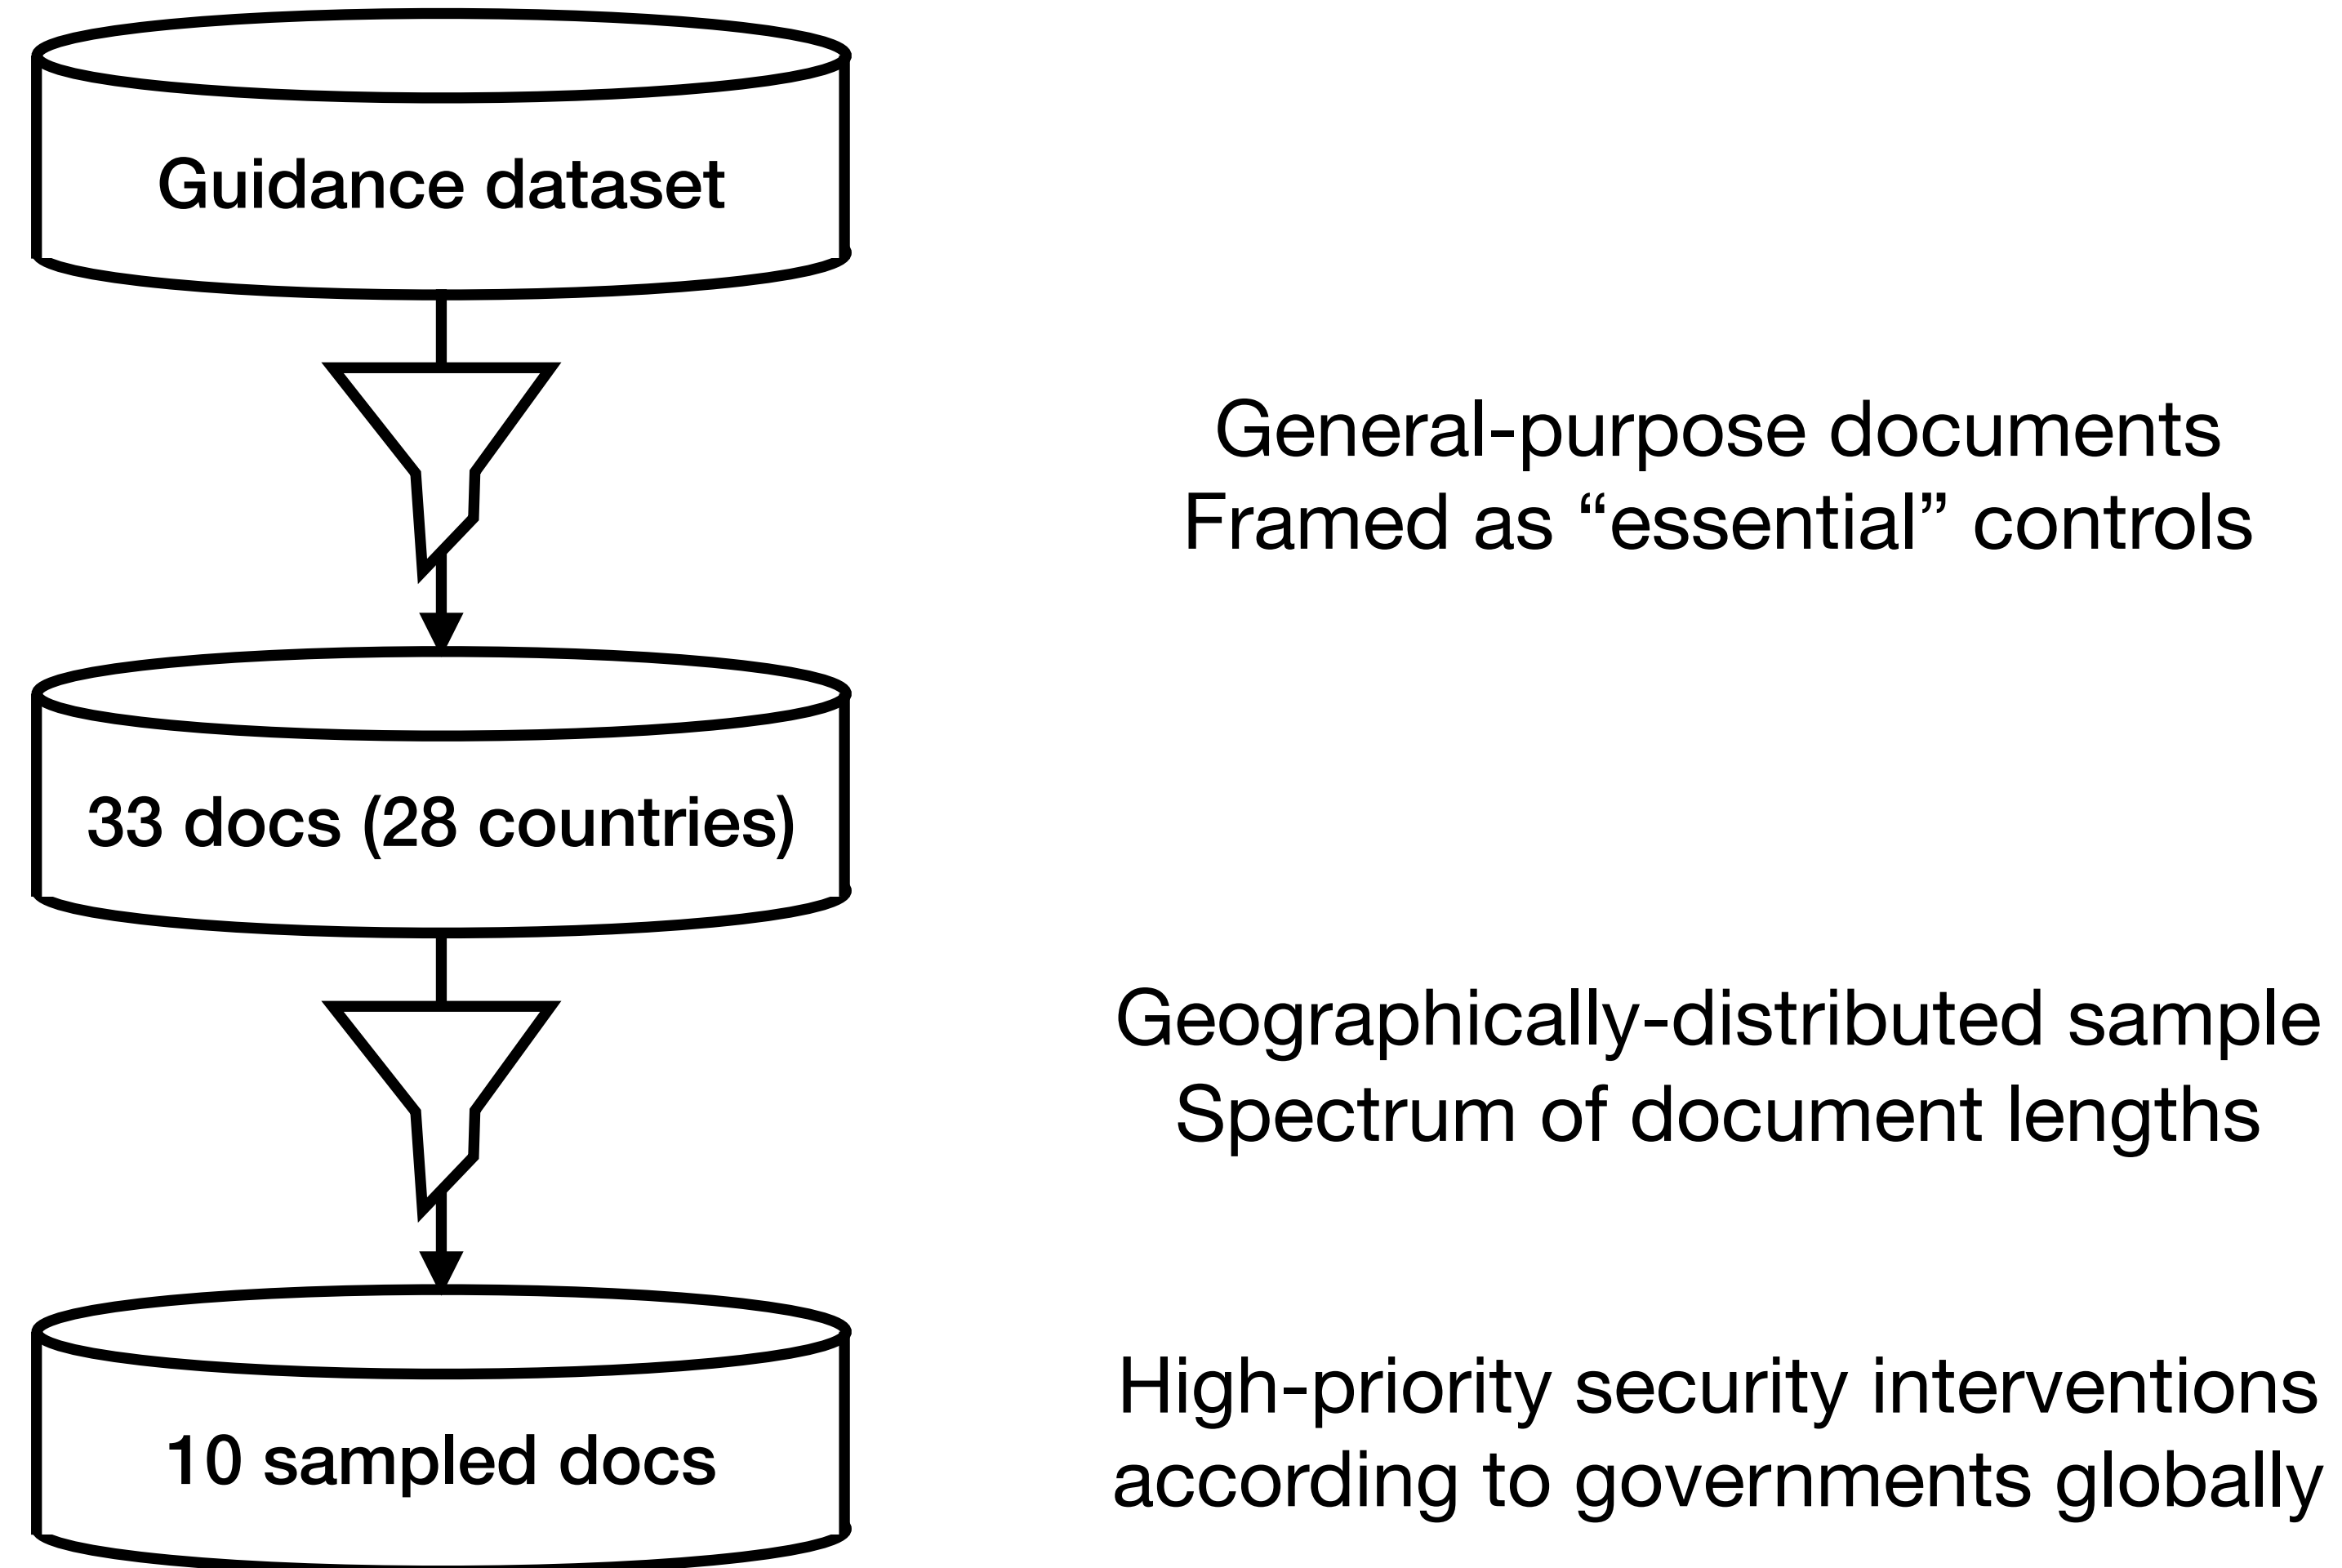 Guidance dataset
General-purpose documents
Framed as “essential” controls
33 docs (28 countries)
Geographically-distributed sample
Spectrum of document lengths
10 sampled docs
High-priority security interventions
according to governments globally